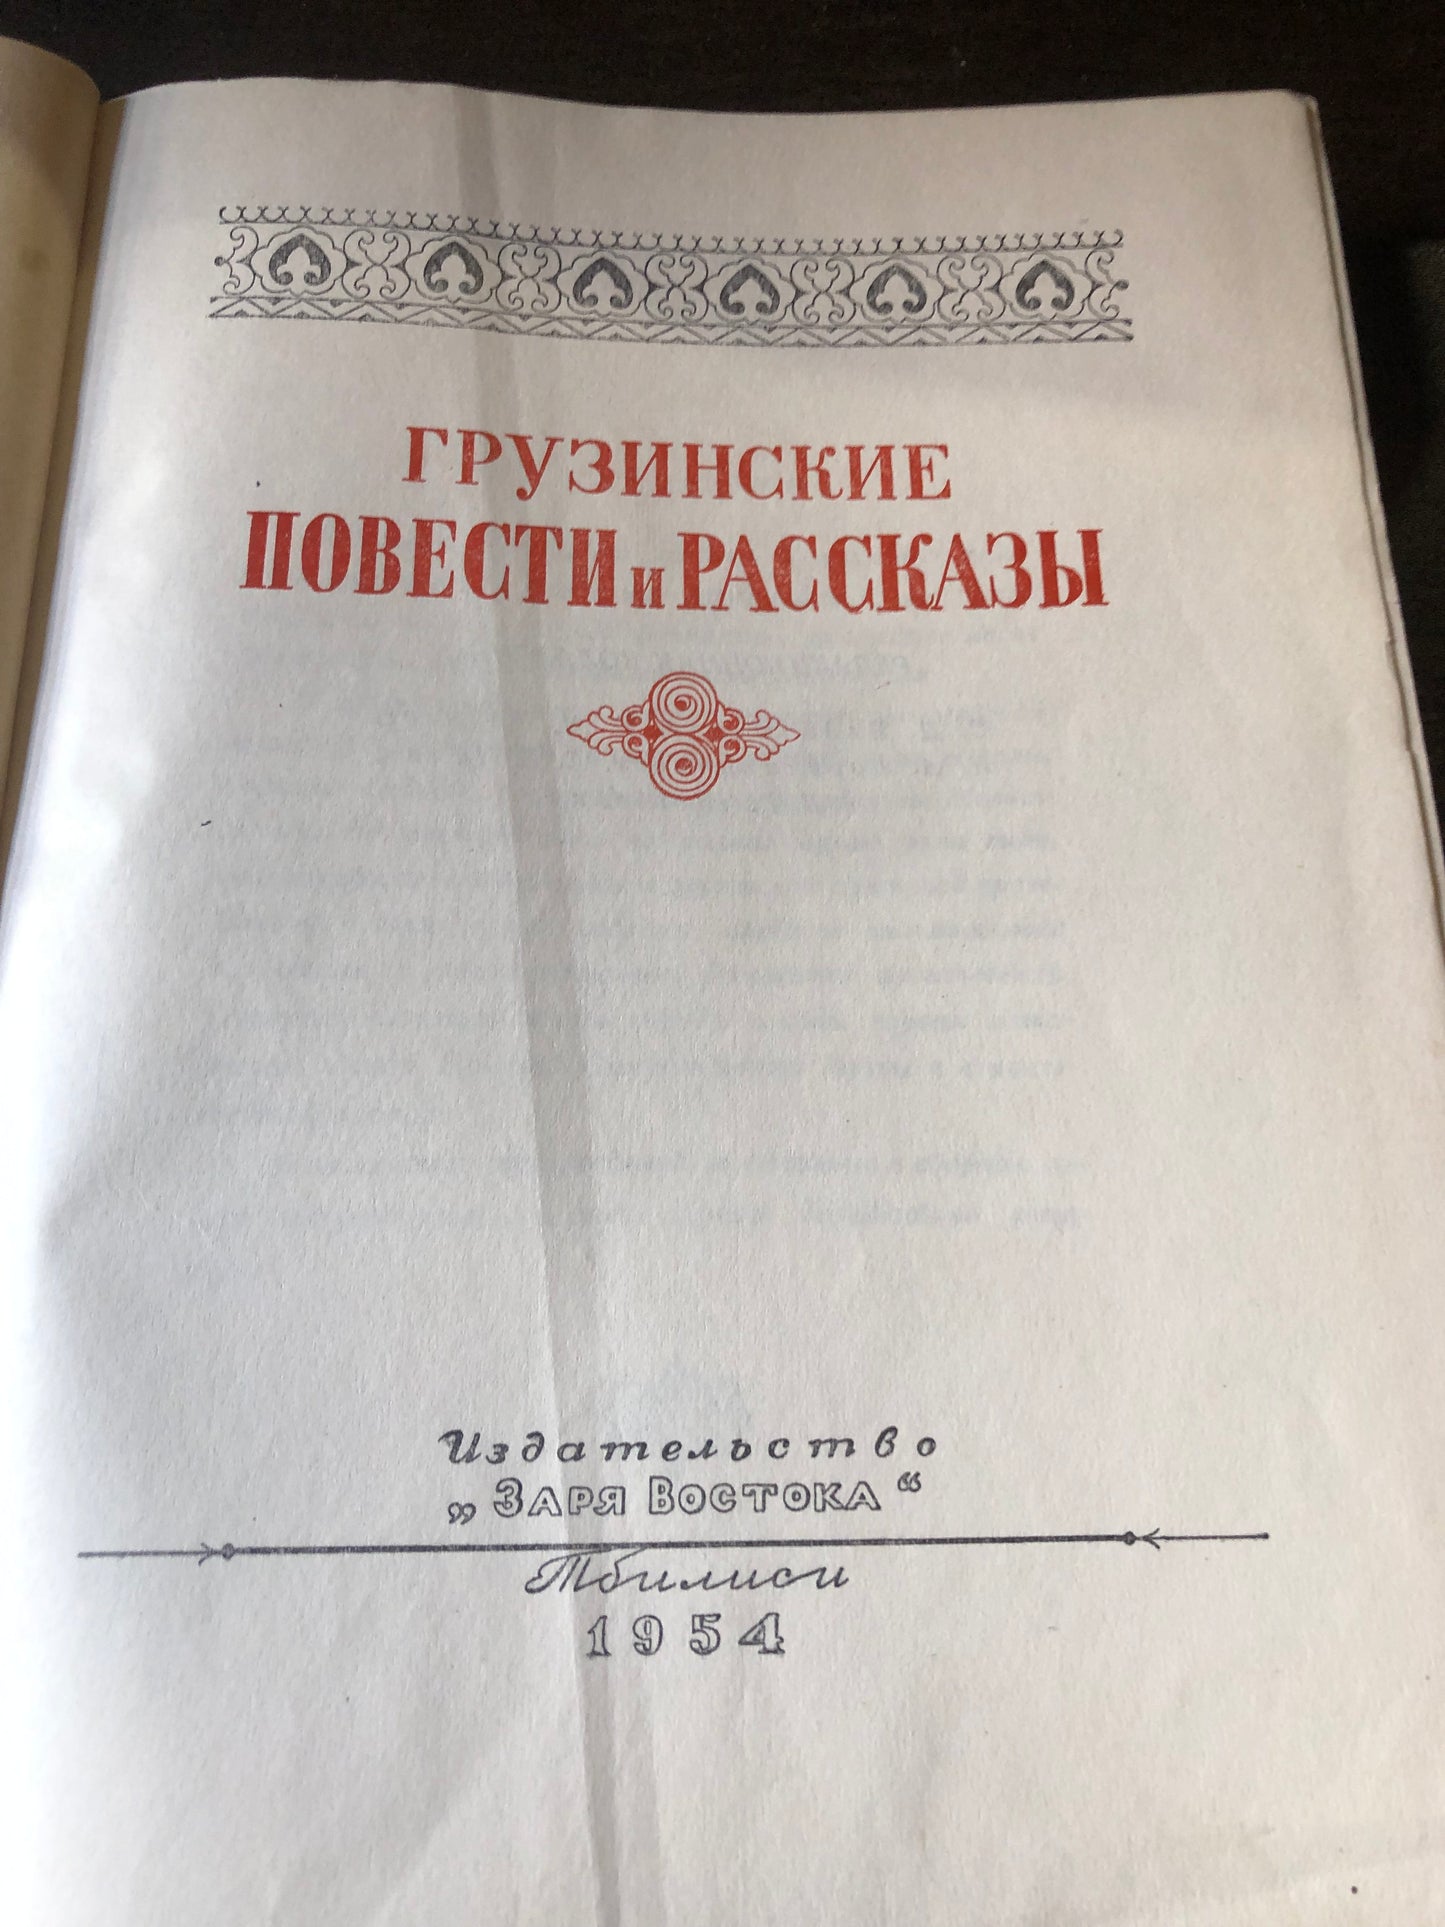 ГРУЗИНСКИЕ
ПОВЕСТИ и РАССКАЗЫ
Издательство
„Заря Востока“
Тбилиси
1954